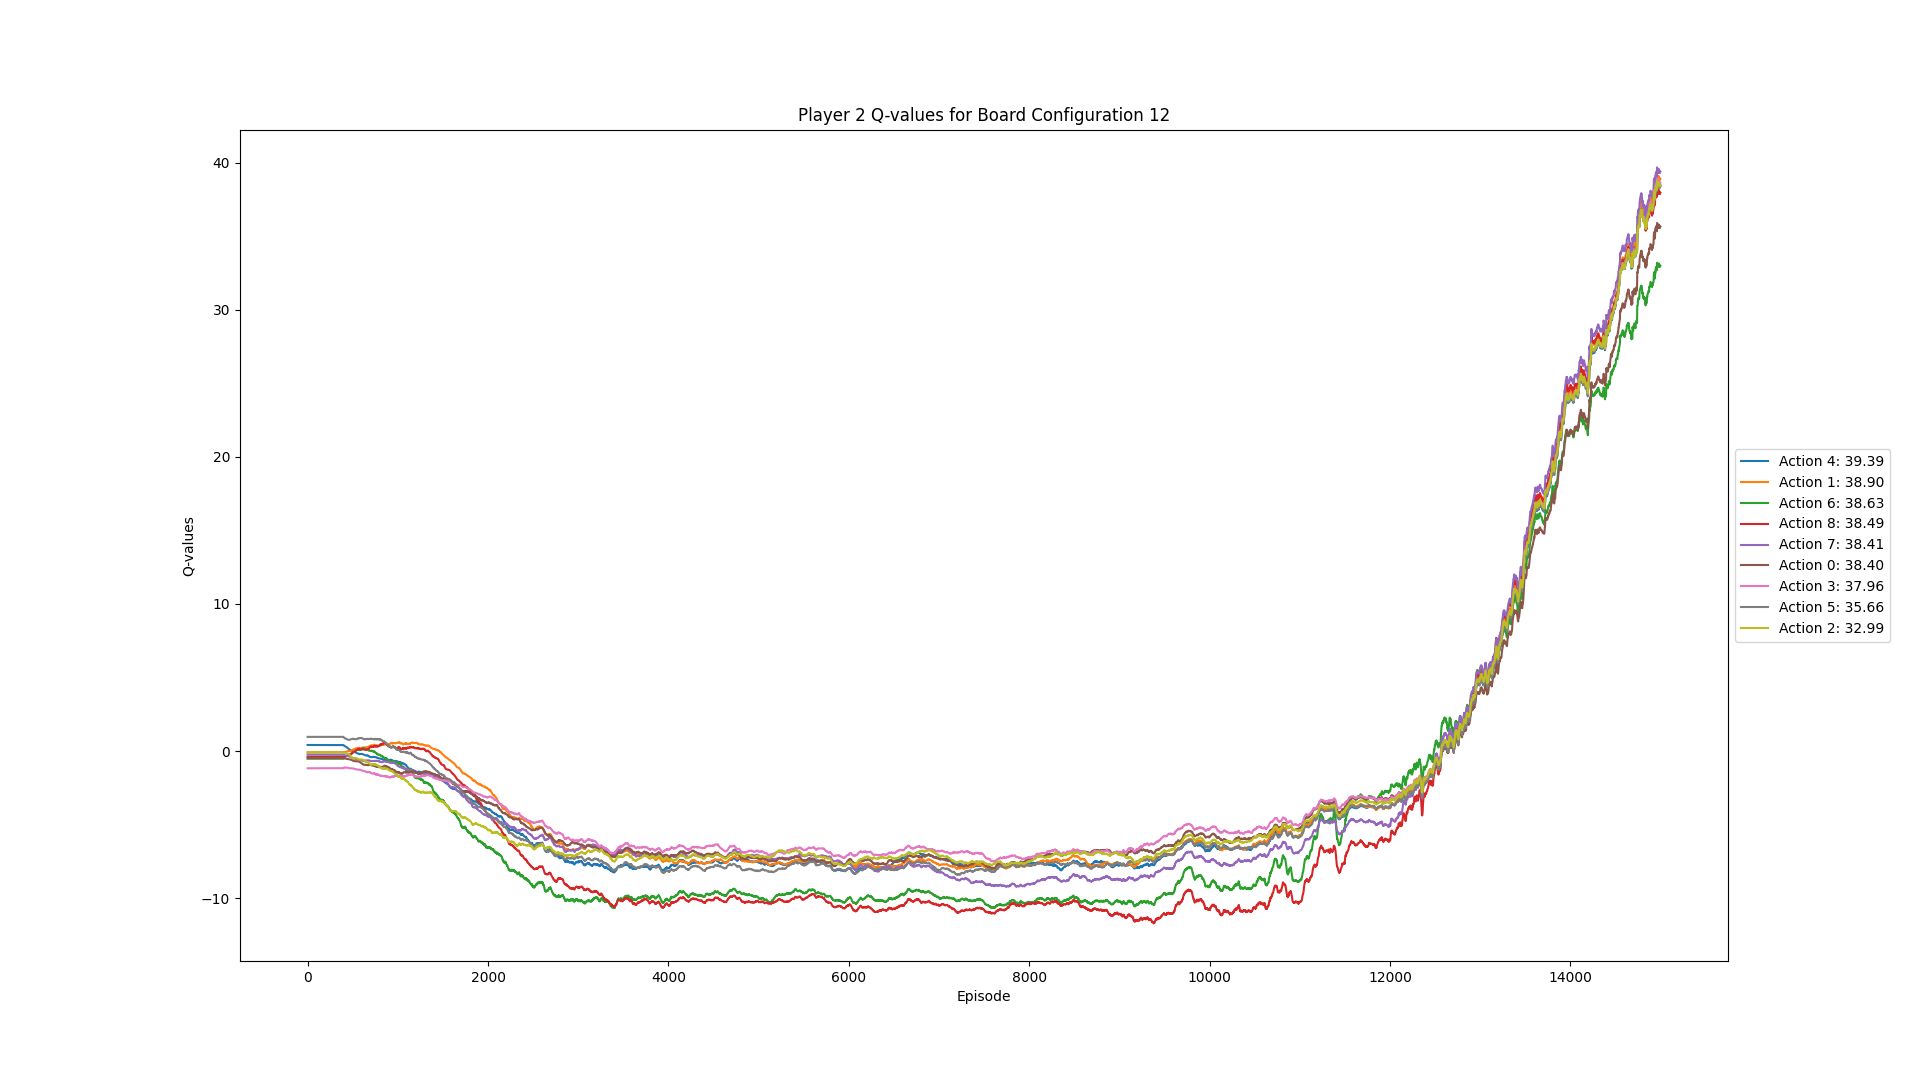 Player 2 Q-values for Board Configuration 12
40
30
20
10
0
−10
Q-values
0
2000
4000
6000
8000
10000
12000
14000
Episode
Action 4: 39.39
Action 1: 38.90
Action 6: 38.63
Action 8: 38.49
Action 7: 38.41
Action 0: 38.40
Action 3: 37.96
Action 5: 35.66
Action 2: 32.99